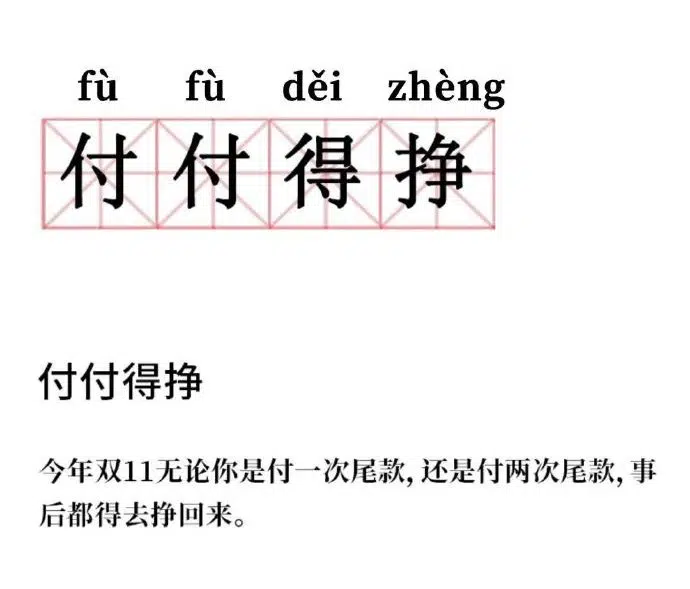 fù fù děi zhèng
付付得挣
付付得挣
今年双11无论你是付一次尾款, 还是付两次尾款, 事
后都得去挣回来。